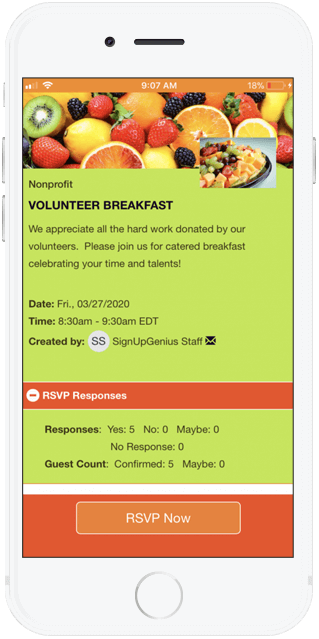 9:07 AM 18%
Nonprofit
VOLUNTEER BREAKFAST
We appreciate all the hard work donated by our
volunteers. Please join us for catered breakfast
celebrating your time and talents!
Date: Fri., 03/27/2020
Time: 8:30am - 9:30am EDT
Created by: SS SignUpGenius Staff
RSVP Responses
Responses: Yes: 5 No: 0 Maybe: 0
No Response: 0
Guest Count: Confirmed: 5 Maybe: 0
RSVP Now